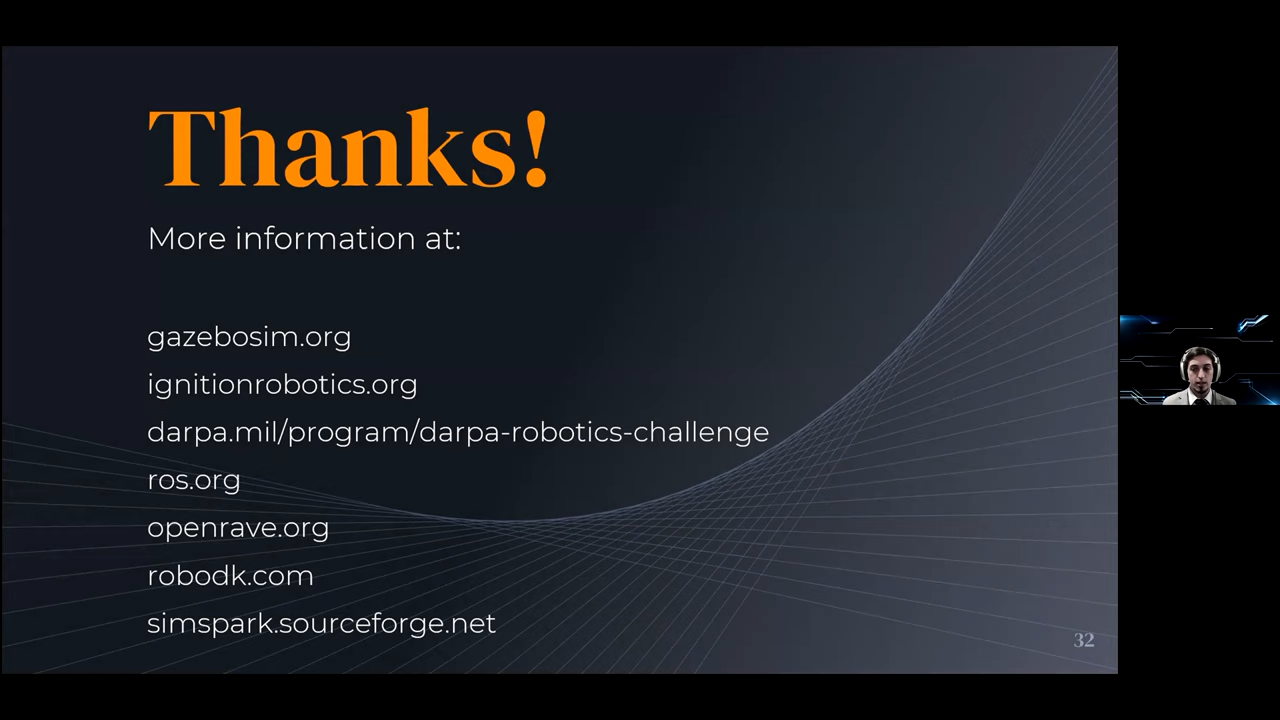 Thanks!
More information at:
gazebosim.org
ignitionrobotics.org
darpa.mil/program/darpa-robotics-challenge
ros.org
openrave.org
robodk.com
simspark.sourceforge.net
32